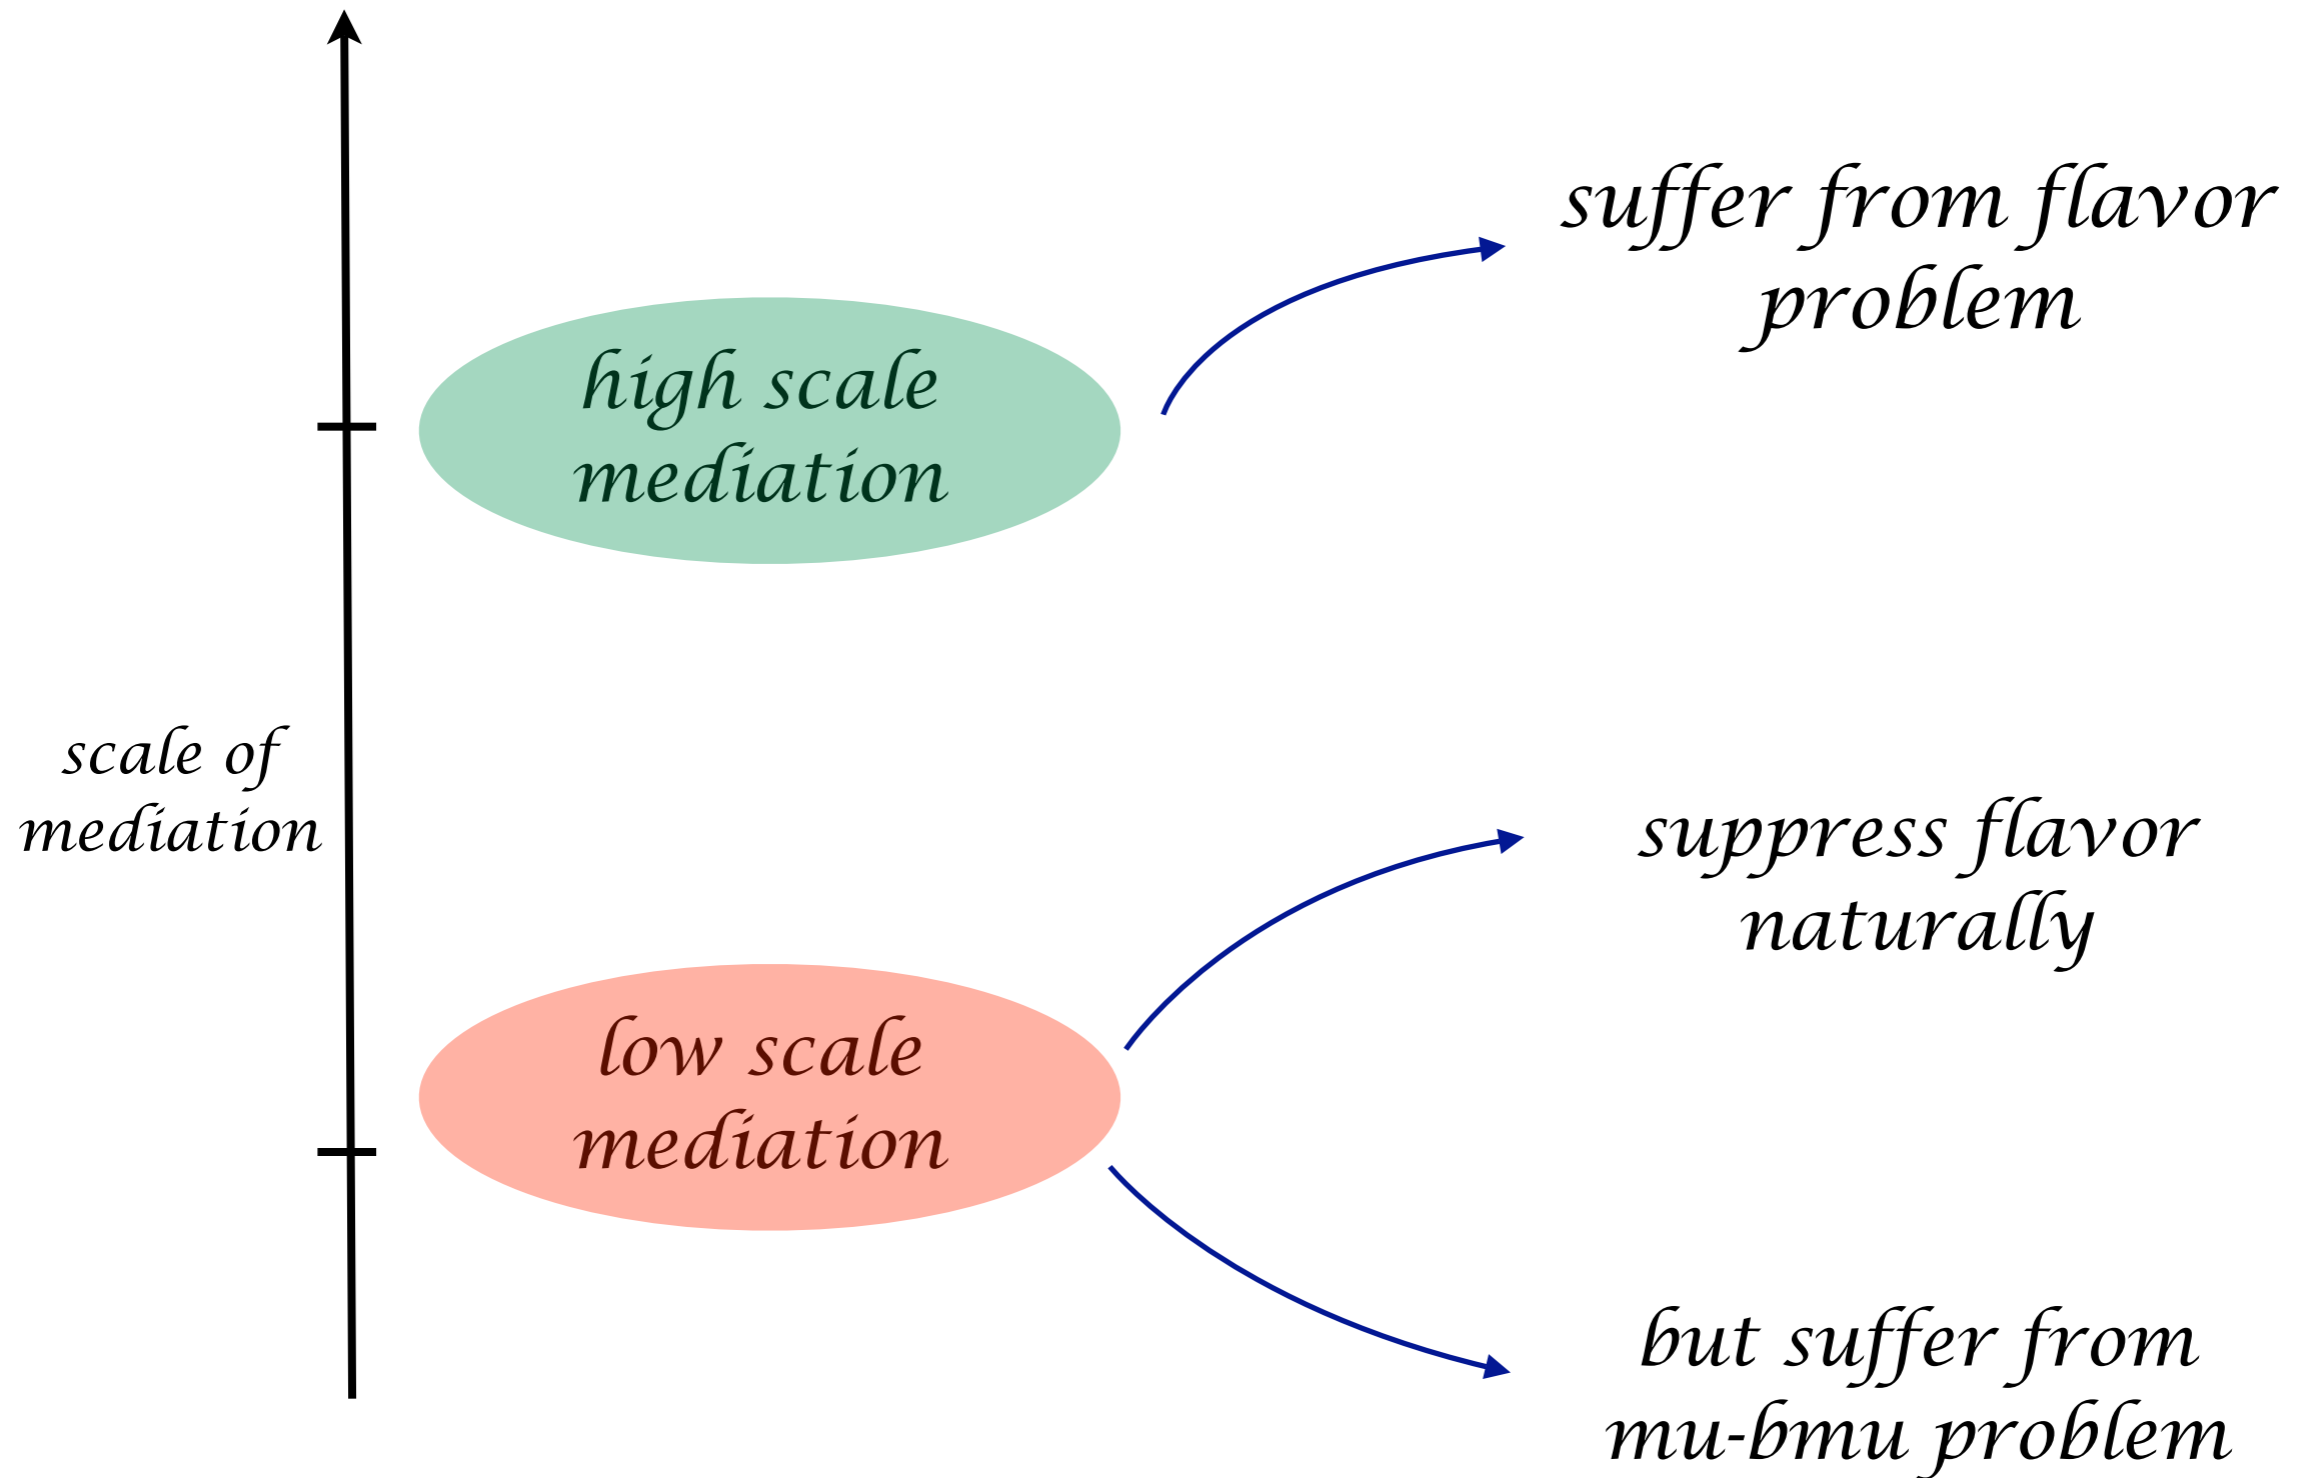 suffer from flavor
problem
high scale
mediation
scale of
mediation
suppress flavor
naturally
low scale
mediation
but suffer from
mu-bmu problem